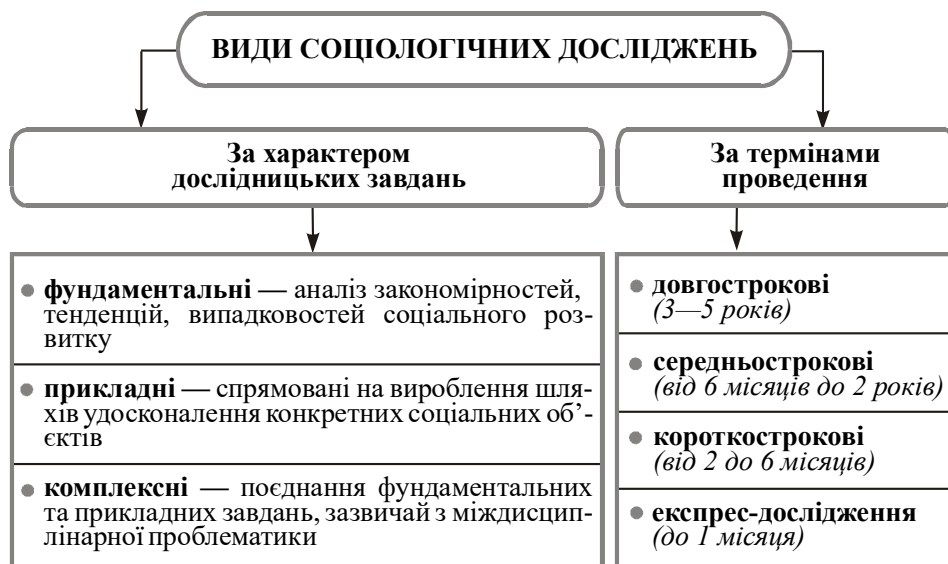 ВИДИ СОЦІОЛОГІЧНИХ ДОСЛІДЖЕНЬ
За характером
дослідницьких завдань
фундаментальні — аналіз закономірностей,
тенденцій, випадковостей соціального роз-
витку
прикладні — спрямовані на вироблення шля-
хів удосконалення конкретних соціальних об’-
єктів
комплексні — поєднання фундаментальних
та прикладних завдань, зазвичай з міждисцип-
лінарної проблематики
За термінами
проведення
довгострокові
(3—5 років)
середньострокові
(від 6 місяців до 2 років)
короткострокові
(від 2 до 6 місяців)
експрес-дослідження
(до 1 місяця)